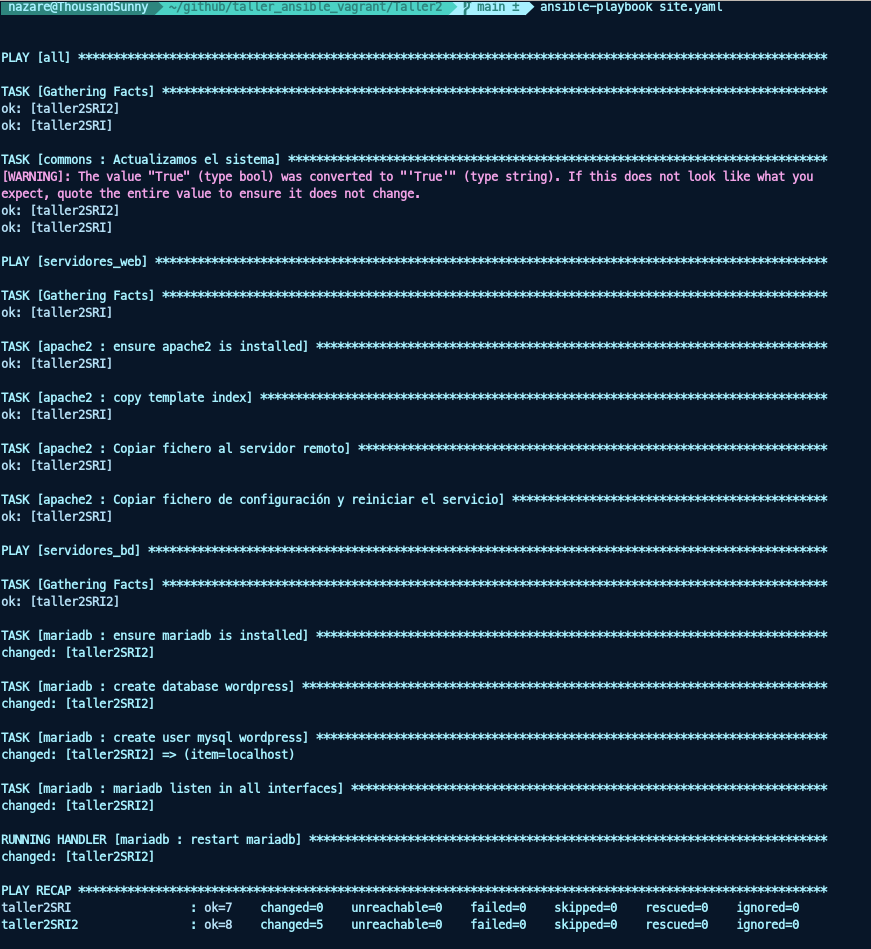 nazare@ThousandSunny ~/github/taller_ansible_vagrant/Taller2 main ± ansible-playbook site.yaml
PLAY [all] ***********************************************************************************************************
TASK [Gathering Facts] ***********************************************************************************************
ok: [taller2SRI2]
ok: [taller2SRI]
TASK [commons : Actualizamos el sistema] *****************************************************************************
[WARNING]: The value "True" (type bool) was converted to "'True'" (type string). If this does not look like what you
expect, quote the entire value to ensure it does not change.
ok: [taller2SRI2]
ok: [taller2SRI]
PLAY [servidores_web] ************************************************************************************************
TASK [Gathering Facts] ***********************************************************************************************
ok: [taller2SRI]
TASK [apache2 : ensure apache2 is installed] *************************************************************************
ok: [taller2SRI]
TASK [apache2 : copy template index] *********************************************************************************
ok: [taller2SRI]
TASK [apache2 : Copiar fichero al servidor remoto] *******************************************************************
ok: [taller2SRI]
TASK [apache2 : Copiar fichero de configuración y reiniciar el servicio] *********************************************
ok: [taller2SRI]
PLAY [servidores_bd] *************************************************************************************************
TASK [Gathering Facts] ***********************************************************************************************
ok: [taller2SRI2]
TASK [mariadb : ensure mariadb is installed] *************************************************************************
changed: [taller2SRI2]
TASK [mariadb : create database wordpress] ***************************************************************************
changed: [taller2SRI2]
TASK [mariadb : create user mysql wordpress] *************************************************************************
changed: [taller2SRI2] => (item=localhost)
TASK [mariadb : mariadb listen in all interfaces] ********************************************************************
changed: [taller2SRI2]
RUNNING HANDLER [mariadb : restart mariadb] **************************************************************************
changed: [taller2SRI2]
PLAY RECAP ***********************************************************************************************************
taller2SRI                 : ok=7    changed=0    unreachable=0    failed=0    skipped=0    rescued=0    ignored=0
taller2SRI2                : ok=8    changed=5    unreachable=0    failed=0    skipped=0    rescued=0    ignored=0